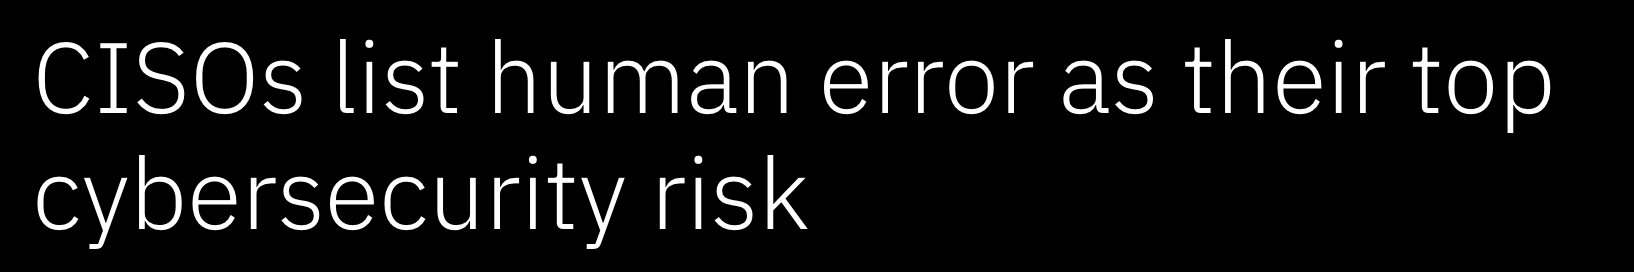 CISOs list human error as their top
cybersecurity risk